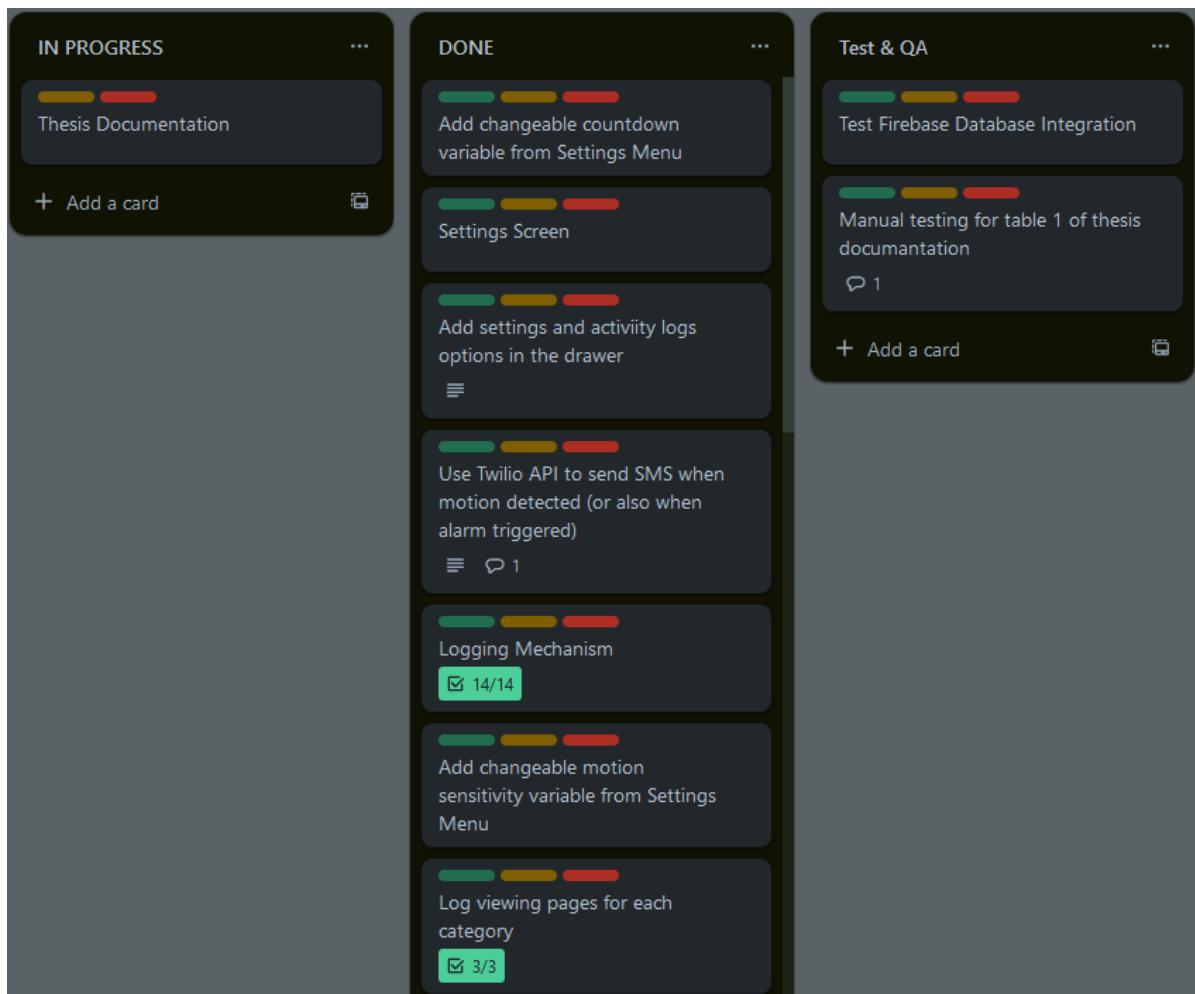 IN PROGRESS
Thesis Documentation
+ Add a card
DONE
Add changeable countdown
variable from Settings Menu
Settings Screen
Add settings and activiity logs
options in the drawer
Use Twilio API to send SMS when
motion detected (or also when
alarm triggered)
1
Logging Mechanism
14/14
Add changeable motion
sensitivity variable from Settings
Menu
Log viewing pages for each
category
3/3
Test & QA
Test Firebase Database Integration
Manual testing for table 1 of thesis
documantation
1
+ Add a card